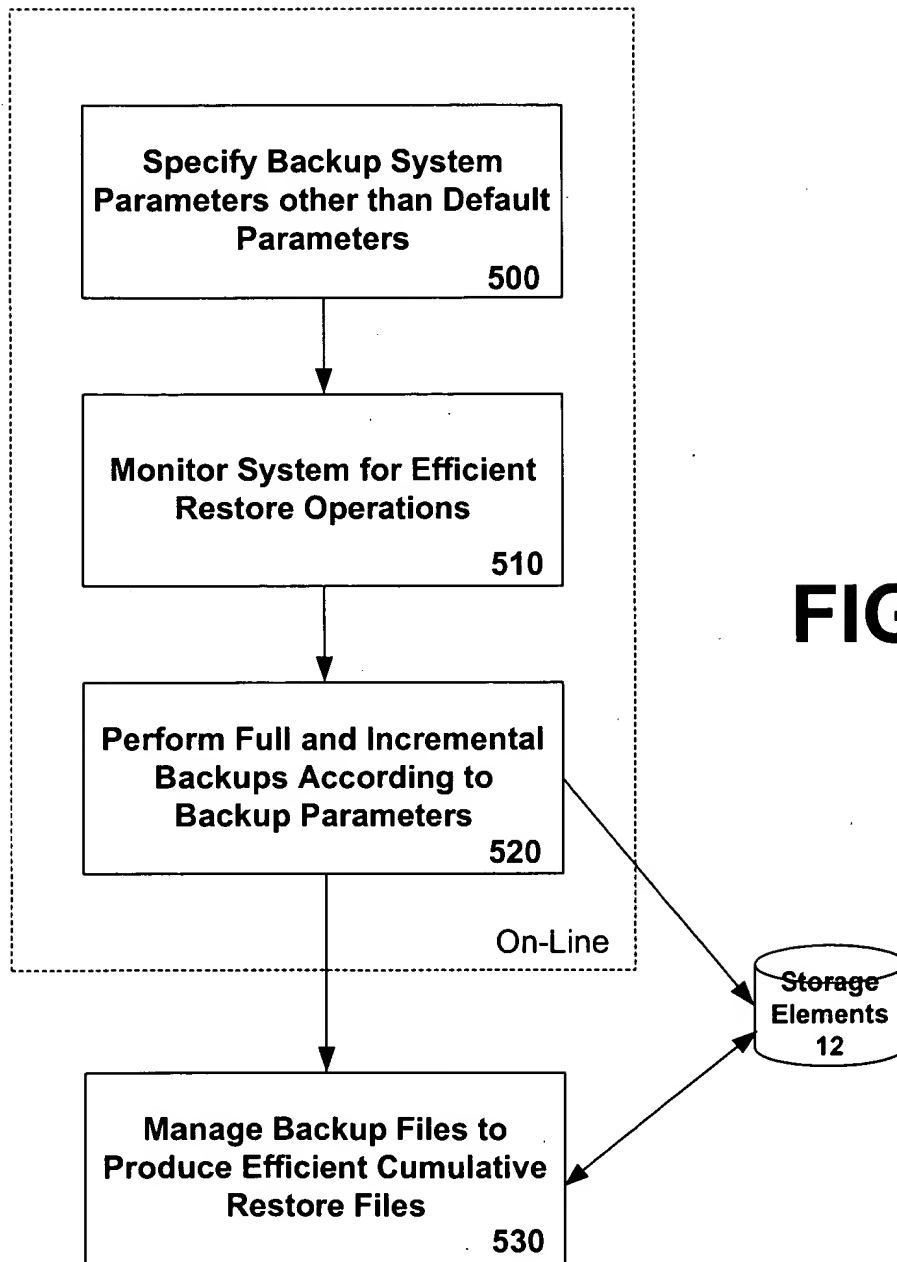 Specify Backup System
Parameters other than Default
Parameters
500
Monitor System for Efficient
Restore Operations
510
FIG
Perform Full and Incremental
Backups According to
Backup Parameters
520
On-Line
Storage
Elements
12
Manage Backup Files to
Produce Efficient Cumulative
Restore Files
530